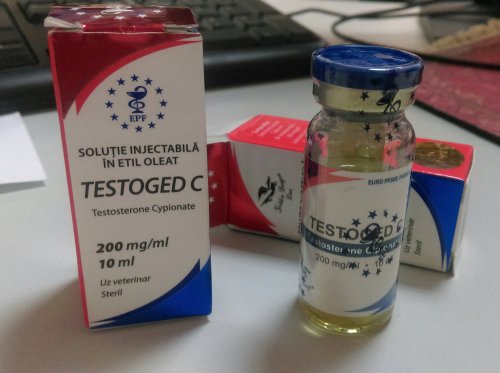 EPF
SOLUȚIE INJECTABILĂ
ÎN ETIL OLEAT
TESTOGED C
Testosterone Cypionate
200 mg/ml
10 ml
Uz veterinar
Steril
EURO PRIME
TESTOGED
Testosterone Cypionate
200 mg/ml • 10